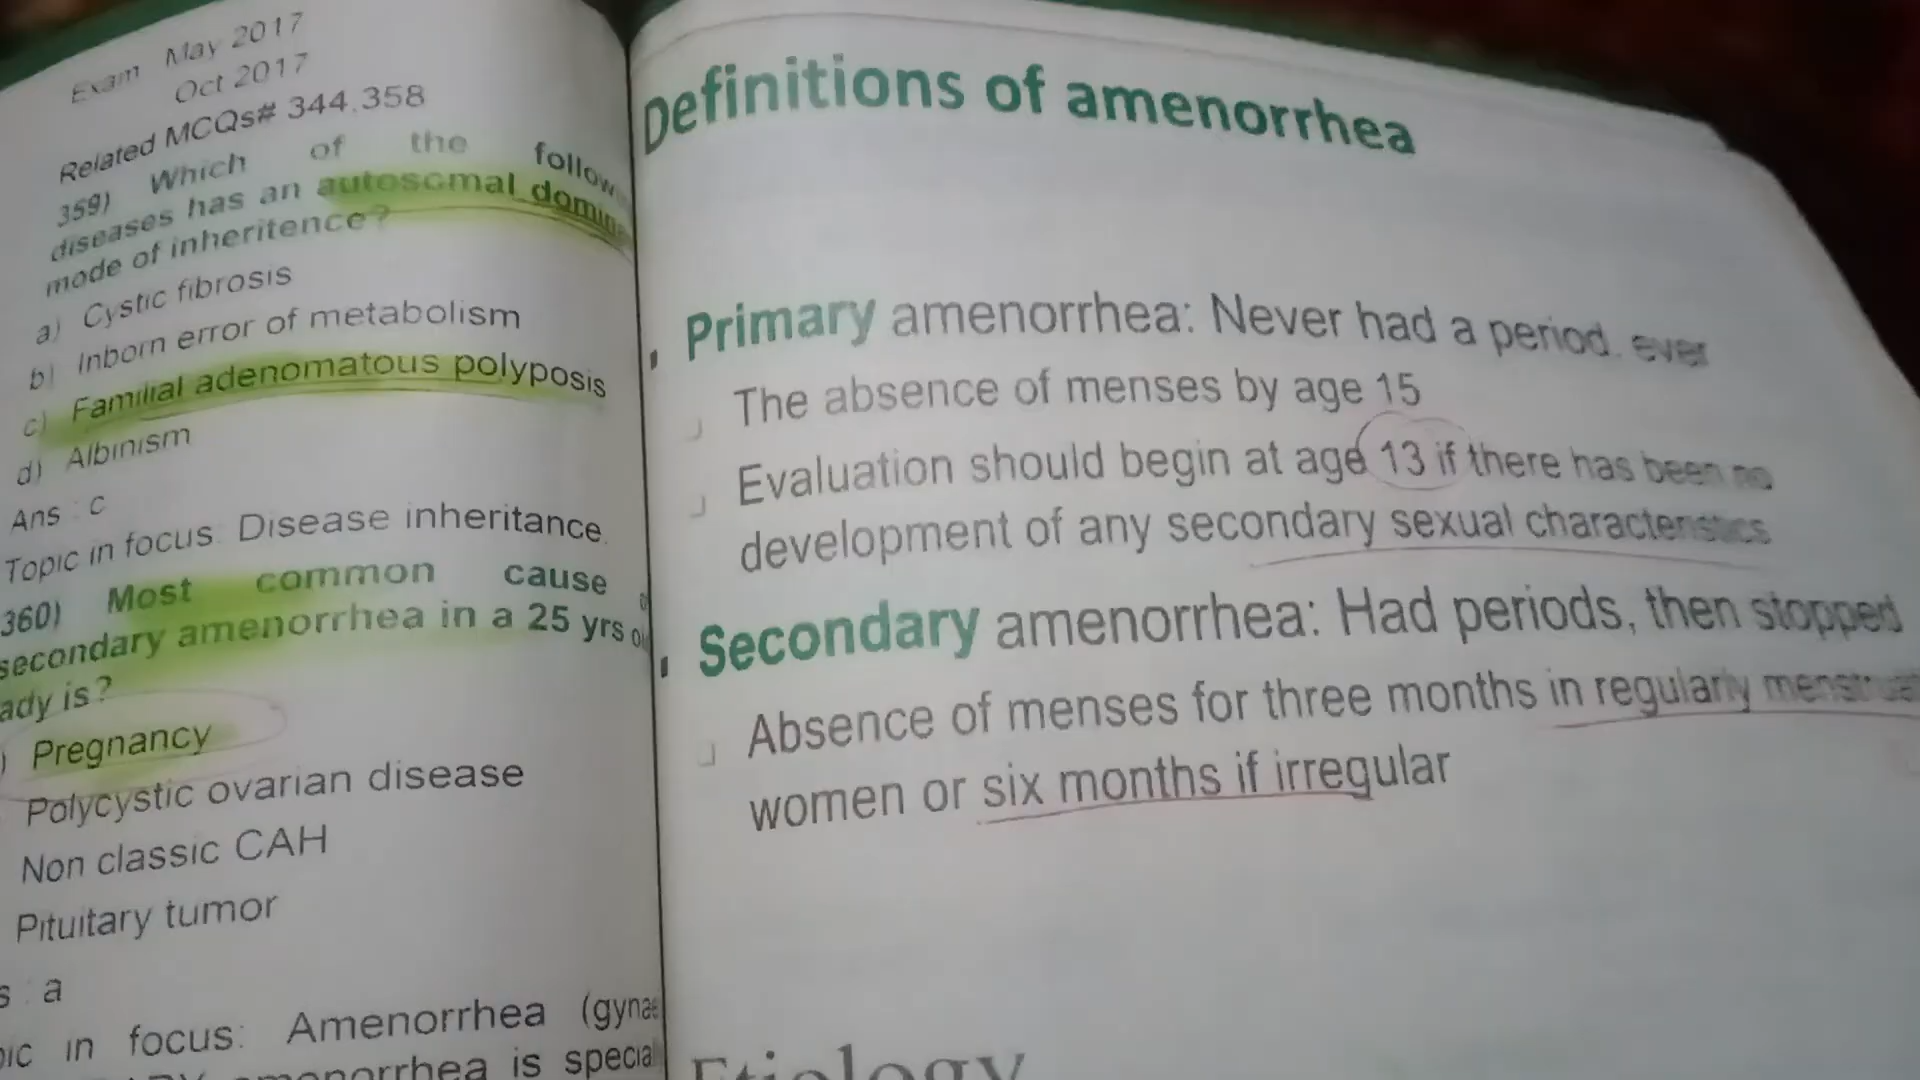 Exam May 2017
Oct 2017
Related MCQs# 344,358
359) Which of the
diseases has an autosomal
mode of inheritence?
a) Cystic fibrosis
b) Inborn error of metabolism
c) Familial adenomatous polyposis
d) Albinism
Ans : c
Topic in focus: Disease inheritance.
360) Most common cause
secondary amenorrhea in a 25 yrs
is?
Pregnancy
Polycystic ovarian disease
Non classic CAH
Pituitary tumor
: a
in focus: Amenorrhea
amenorrhea is
Definitions of amenorrhea
Primary amenorrhea: Never had a period, ever
The absence of menses by age 15
Evaluation should begin at age 13 if there has been no
development of any secondary sexual characteristics
Secondary amenorrhea: Had periods, then stopped
Absence of menses for three months in regularly
women or six months if irregular
Etiology